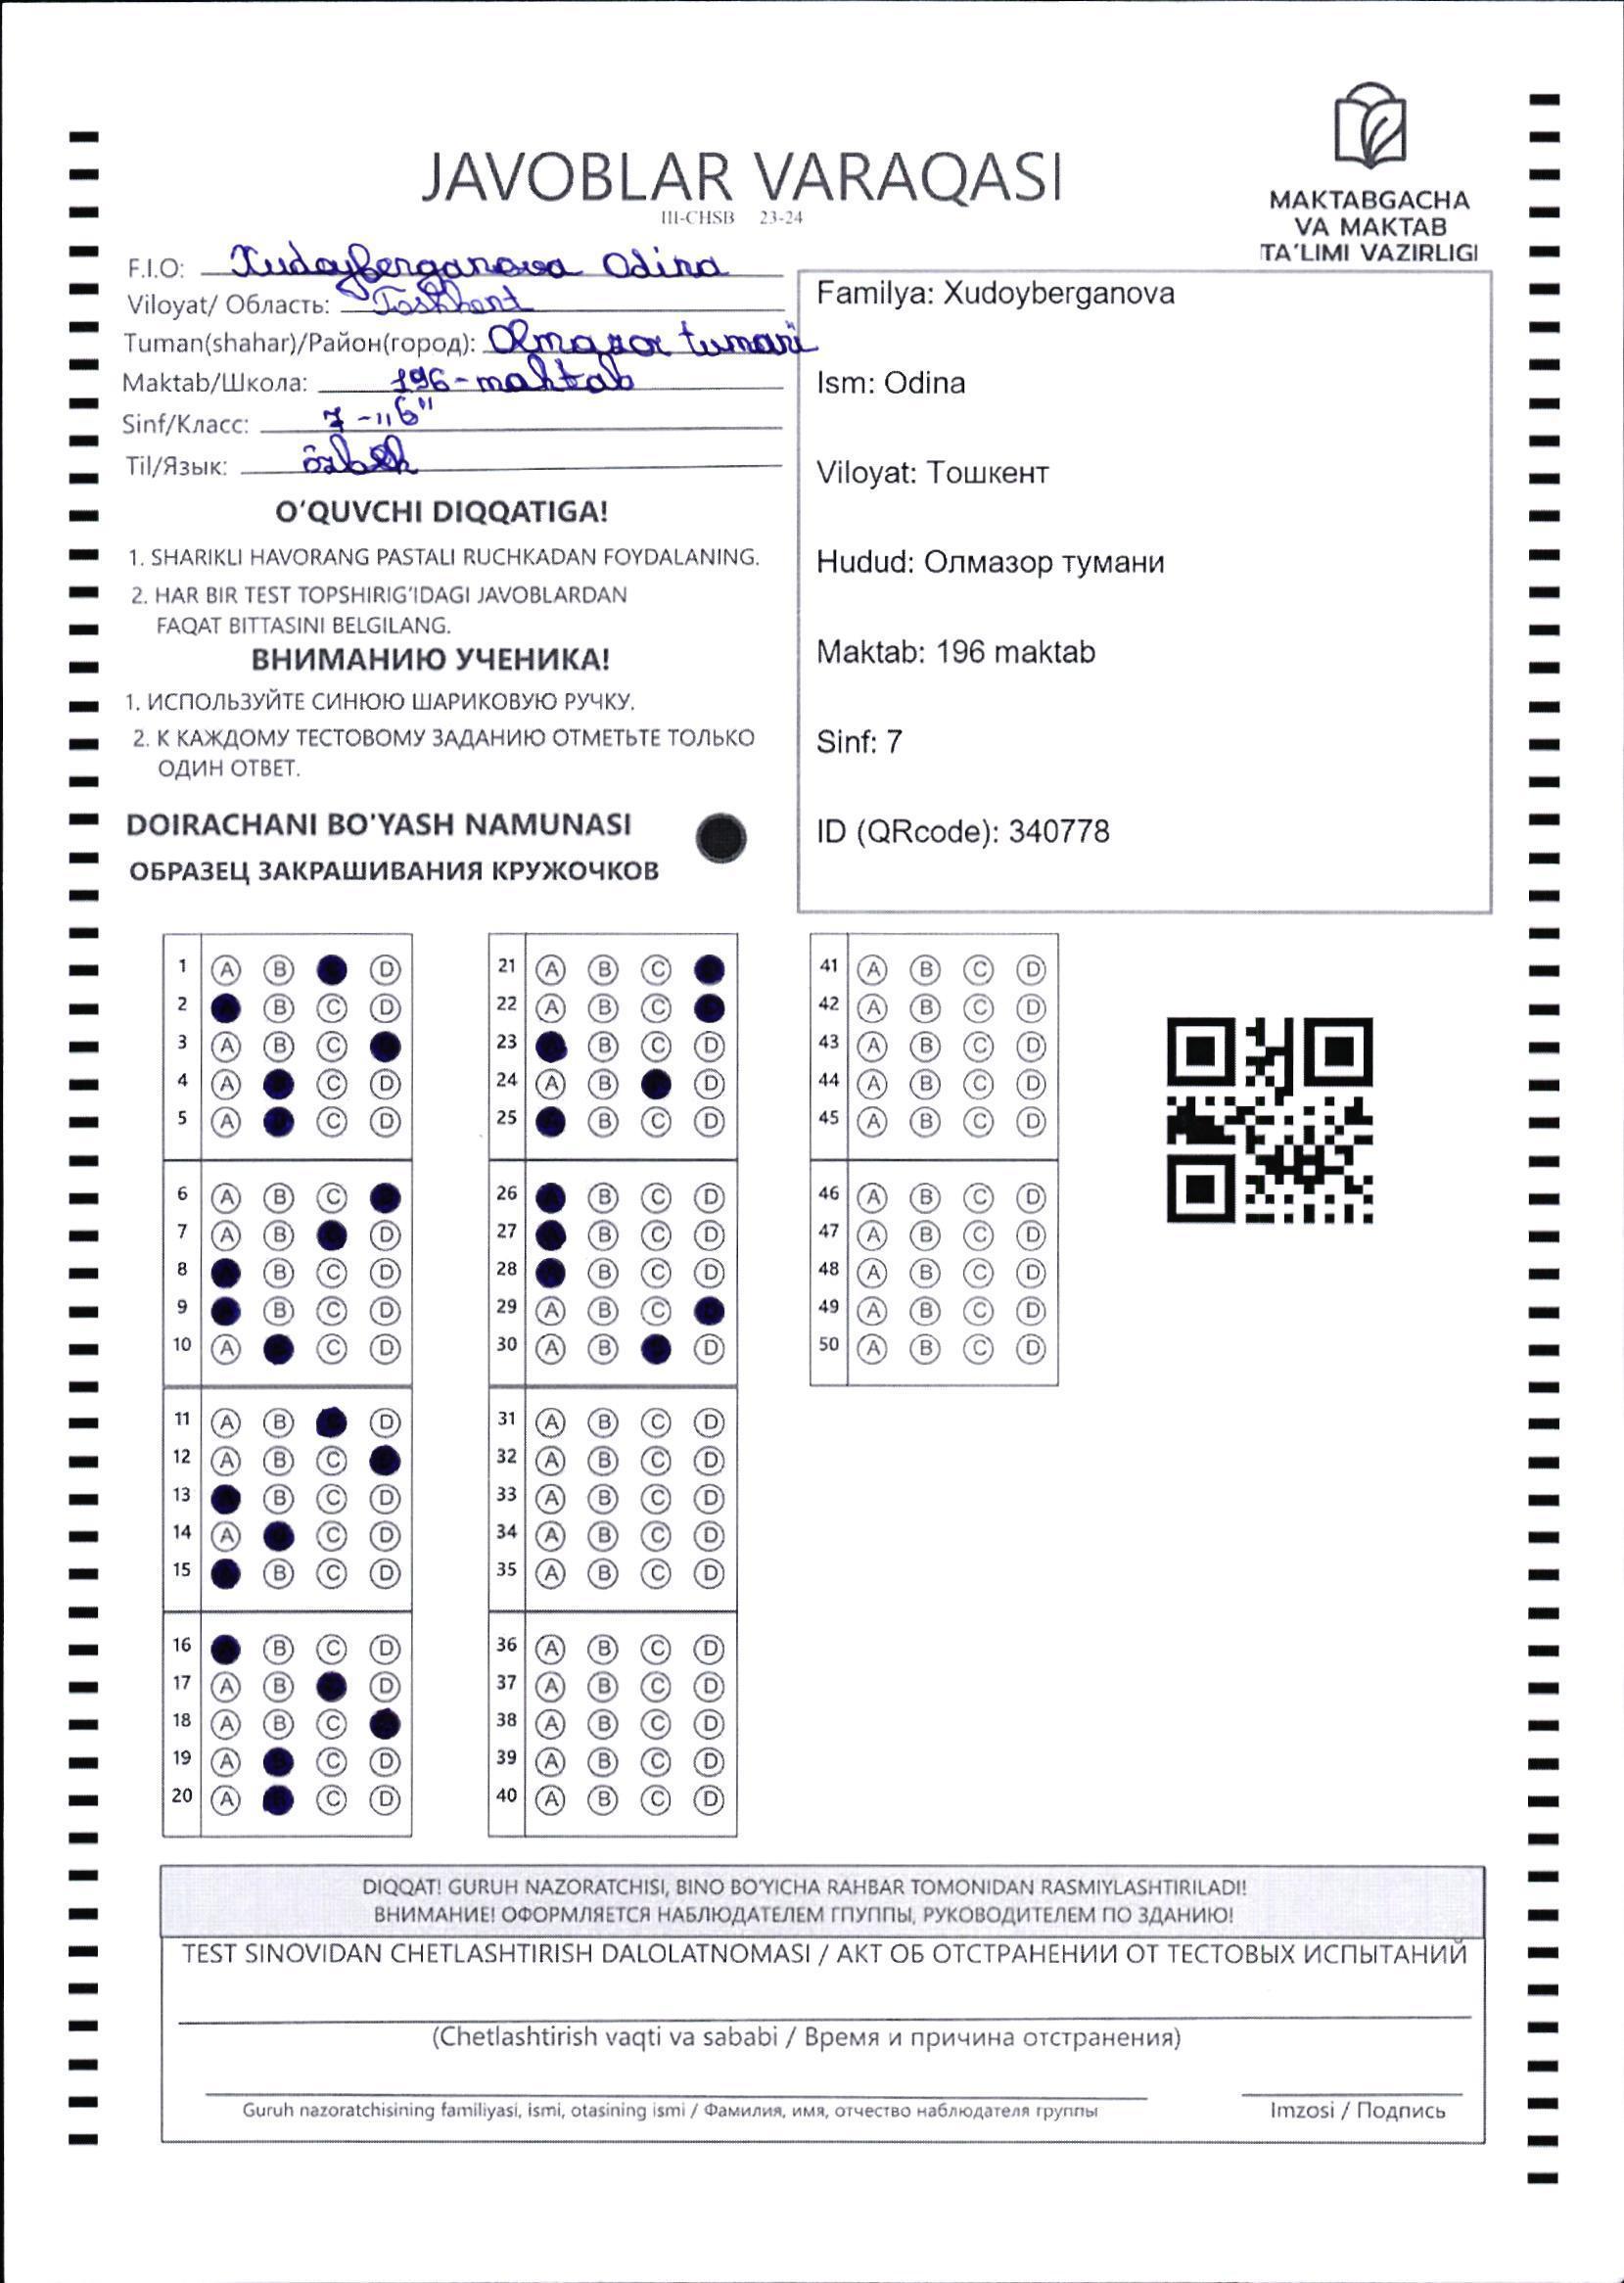 JAVOBLAR VARAQASI
III-CHSB 23-24
MAKTABGACHA
VA MAKTAB
TA'LIMI VAZIRLIGI
F.I.O: Xudoyberganova Odina
Viloyat/ Область: Toshkent
Tuman(shahar)/Район(город): Olmazor tumani
Maktab/Школа: 196-maktab
Sinf/Класс: 7-„6"
Til/Язык: özbek
O'QUVCHI DIQQATIGA!
1. SHARIKLI HAVORANG PASTALI RUCHKADAN FOYDALANING.
2. HAR BIR TEST TOPSHIRIG'IDAGI JAVOBLARDAN
FAQAT BITTASINI BELGILANG.
ВНИМАНИЮ УЧЕНИКА!
1. ИСПОЛЬЗУЙТЕ СИНЮЮ ШАРИКОВУЮ РУЧКУ.
2. К КАЖДОМУ ТЕСТОВОМУ ЗАДАНИЮ ОТМЕТЬТЕ ТОЛЬКО
ОДИН ОТВЕТ.
DOIRACHANI BO'YASH NAMUNASI
ОБРАЗЕЦ ЗАКРАШИВАНИЯ КРУЖОЧКОВ
Familya: Xudoyberganova
Ism: Odina
Viloyat: Тошкент
Hudud: Олмазор тумани
Maktab: 196 maktab
Sinf: 7
ID (QRcode): 340778
1 A B D
2 B C D
3 A B C
4 A C D
5 A C D
6 A B C
7 A B D
8 B C D
9 B C D
10 A C D
11 A B D
12 A B C
13 B C D
14 A C D
15 B C D
16 B C D
17 A B D
18 A B C
19 A C D
20 A C D
21 A B C
22 A B C
23 B C D
24 A B D
25 B C D
26 B C D
27 B C D
28 B C D
29 A B C
30 A B D
31 A B C D
32 A B C D
33 A B C D
34 A B C D
35 A B C D
36 A B C D
37 A B C D
38 A B C D
39 A B C D
40 A B C D
41 A B C D
42 A B C D
43 A B C D
44 A B C D
45 A B C D
46 A B C D
47 A B C D
48 A B C D
49 A B C D
50 A B C D
DIQQAT! GURUH NAZORATCHISI, BINO BO'YICHA RAHBAR TOMONIDAN RASMIYLASHTIRILADI!
ВНИМАНИЕ! ОФОРМЛЯЕТСЯ НАБЛЮДАТЕЛЕМ ГПУППЫ, РУКОВОДИТЕЛЕМ ПО ЗДАНИЮ!
TEST SINOVIDAN CHETLASHTIRISH DALOLATNOMASI / АКТ ОБ ОТСТРАНЕНИИ ОТ ТЕСТОВЫХ ИСПЫТАНИЙ
(Chetlashtirish vaqti va sababi / Время и причина отстранения)
Guruh nazoratchisining familiyasi, ismi, otasining ismi / Фамилия, имя, отчество наблюдателя группы
Imzosi / Подпись